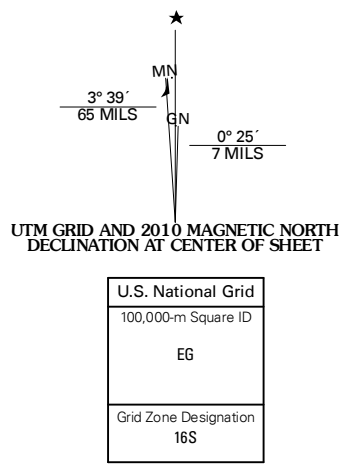 MN
3° 39´
65 MILS
GN
0° 25´
7 MILS
UTM GRID AND 2010 MAGNETIC NORTH
DECLINATION AT CENTER OF SHEET
U.S. National Grid
100,000-m Square ID
EG
Grid Zone Designation
16S